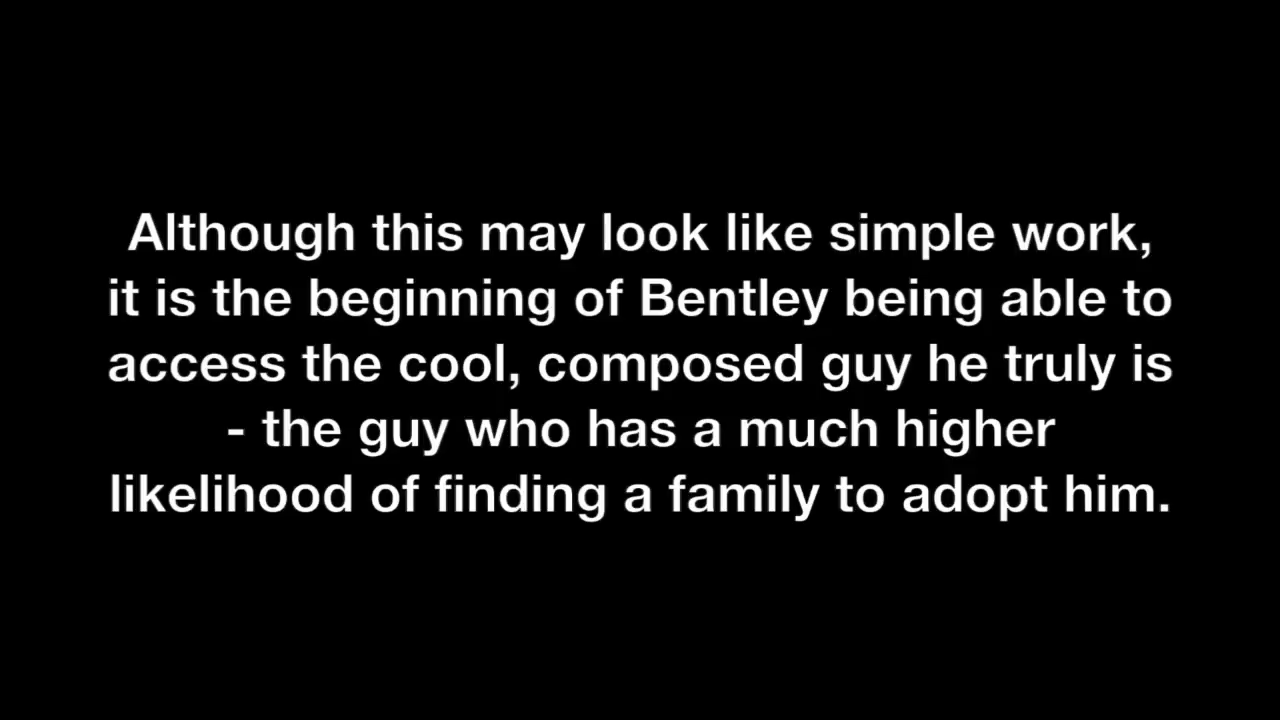 Although this may look like simple work,
it is the beginning of Bentley being able to
access the cool, composed guy he truly is
- the guy who has a much higher
likelihood of finding a family to adopt him.